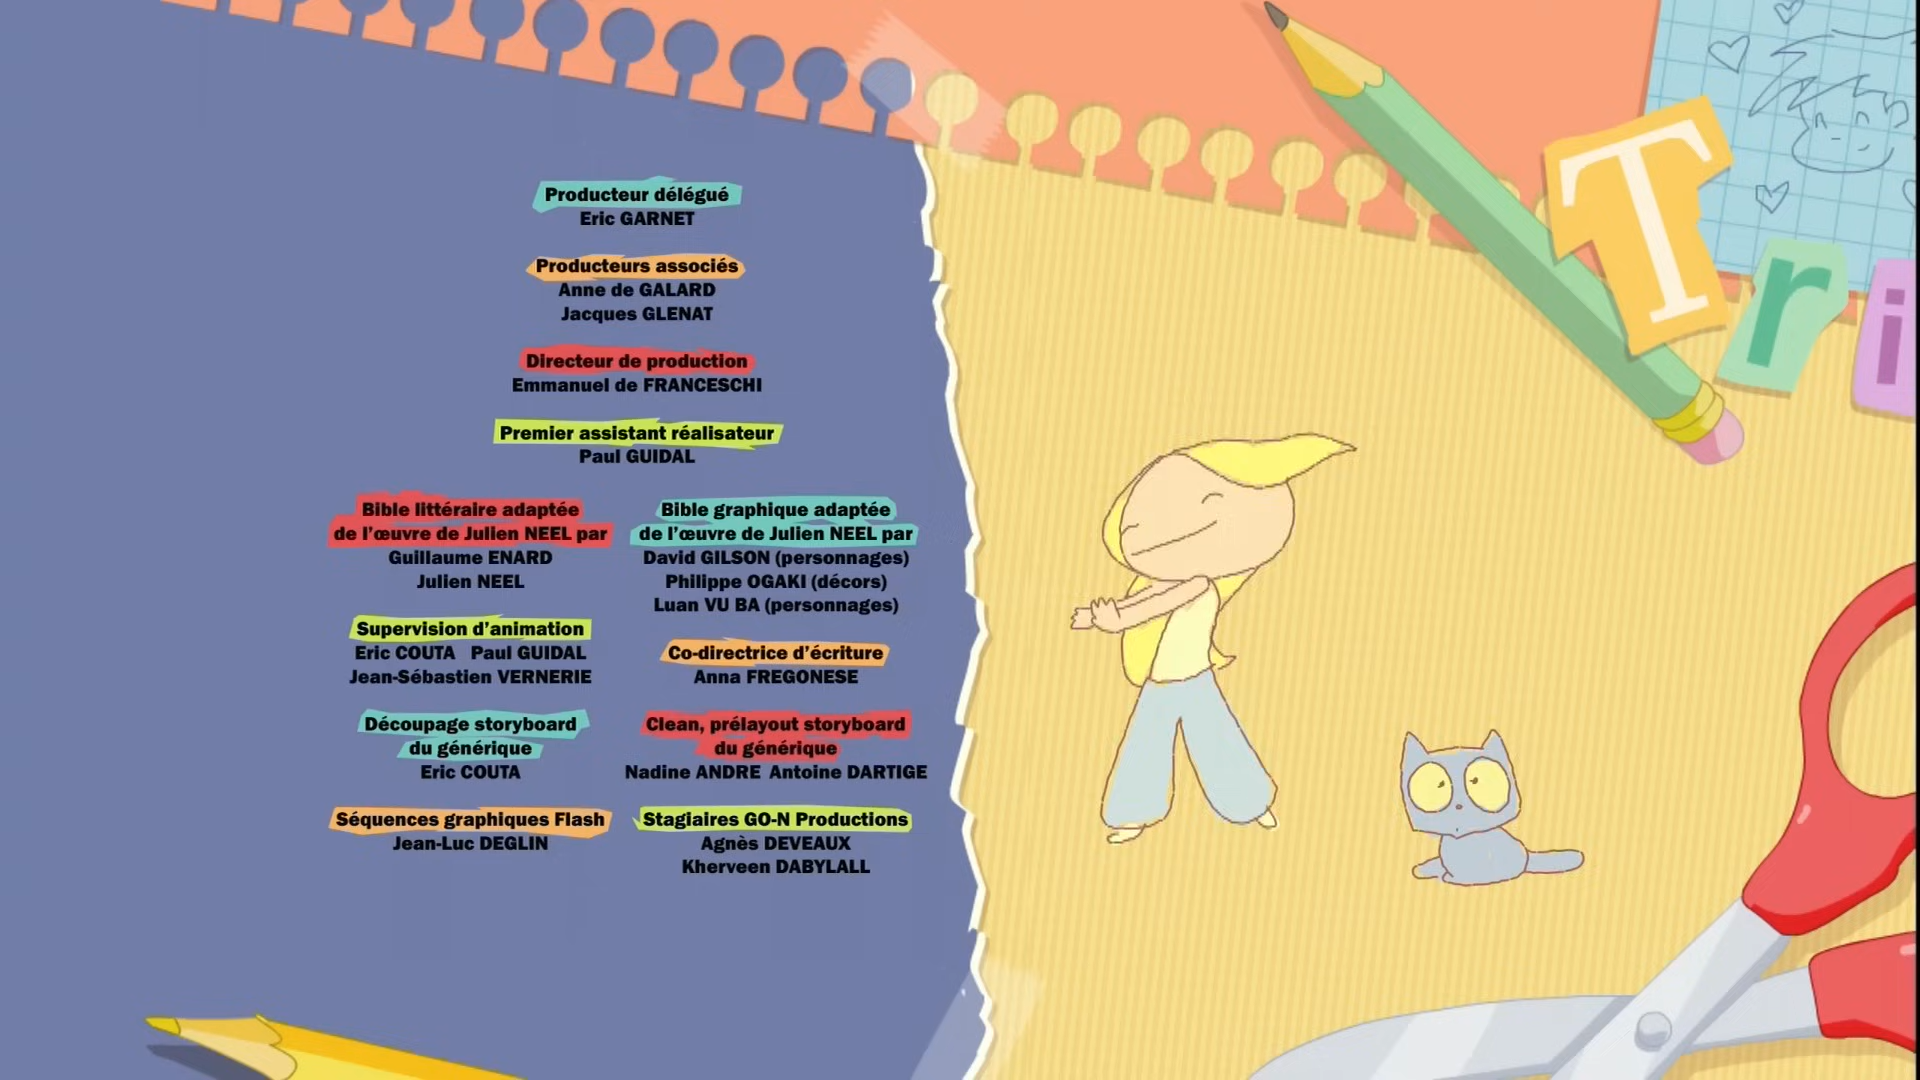 Producteur délégué
Eric GARNET
Producteurs associés
Anne de GALARD
Jacques GLENAT
Directeur de production
Emmanuel de FRANCESCHI
Premier assistant réalisateur
Paul GUIDAL
Bible littéraire adaptée
de l'œuvre de Julien NEEL par
Guillaume ENARD
Julien NEEL
Bible graphique adaptée
de l'œuvre de Julien NEEL par
David GILSON (personnages)
Philippe OGAKI (décors)
Luan VU BA (personnages)
Supervision d'animation
Eric COUTA Paul GUIDAL
Jean-Sébastien VERNERIE
Co-directrice d'écriture
Anna FREGONESE
Découpage storyboard
du générique
Eric COUTA
Clean, prélayout storyboard
du générique
Nadine ANDRE Antoine DARTIGE
Séquences graphiques Flash
Jean-Luc DEGLIN
Stagiaires GO-N Productions
Agnès DEVEAUX
Kherveen DABYLALL
Tri